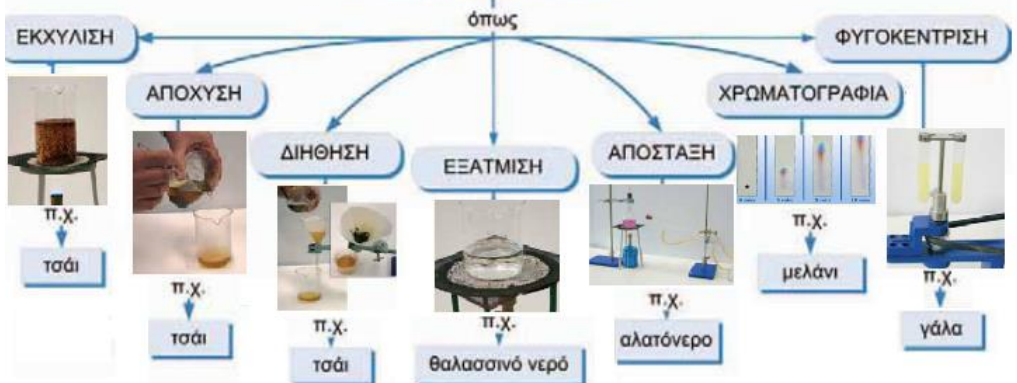 όπως
ΕΚΧΥΛΙΣΗ
ΦΥΓΟΚΕΝΤΡΙΣΗ
ΑΠΟΧΥΣΗ
ΧΡΩΜΑΤΟΓΡΑΦΙΑ
ΔΙΗΘΗΣΗ
ΕΞΑΤΜΙΣΗ
ΑΠΟΣΤΑΞΗ
π.χ.
τσάι
π.χ.
τσάι
π.χ.
τσάι
π.χ.
θαλασσινό νερό
π.χ.
αλατόνερο
π.χ.
μελάνι
π.χ.
γάλα